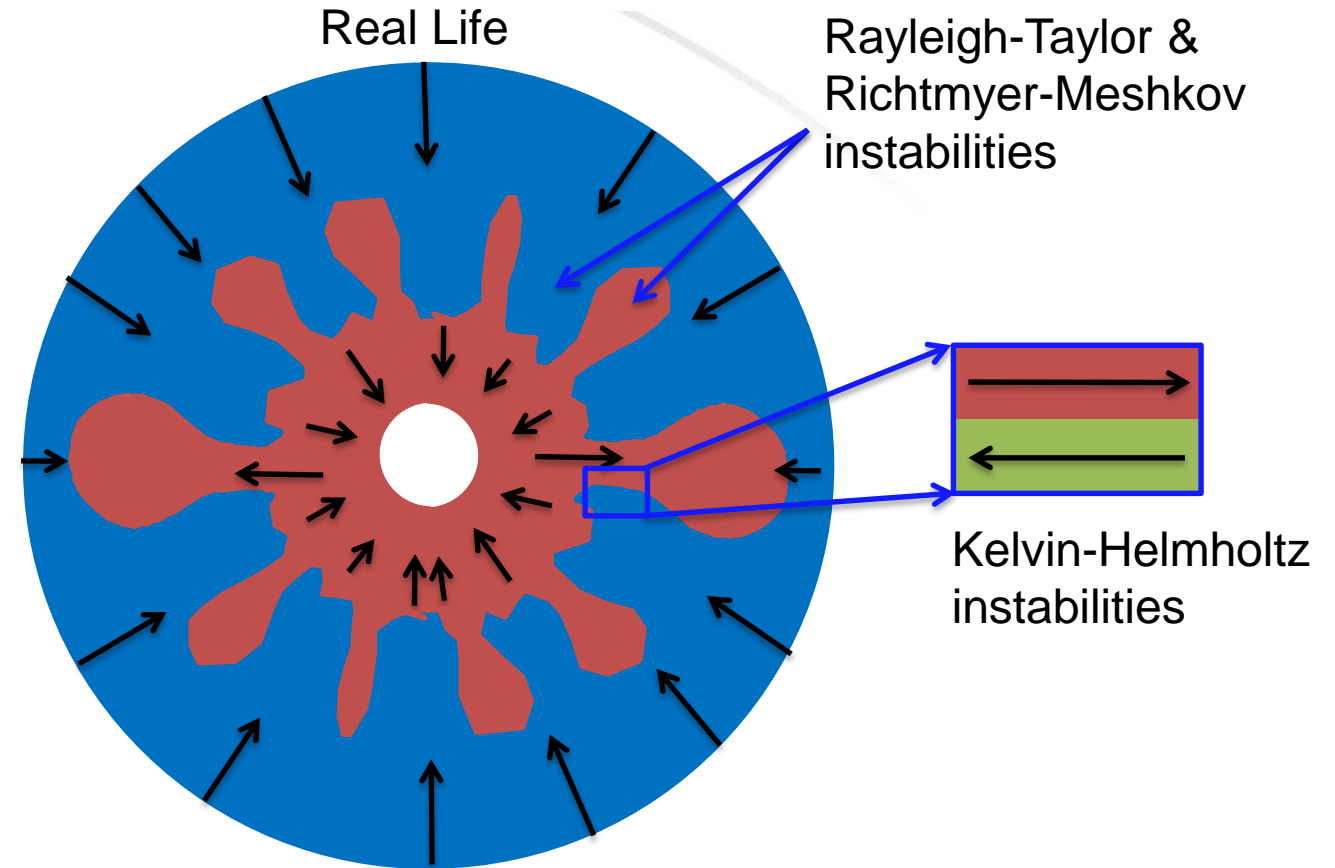 Real Life
Rayleigh-Taylor &
Richtmyer-Meshkov
instabilities
Kelvin-Helmholtz
instabilities